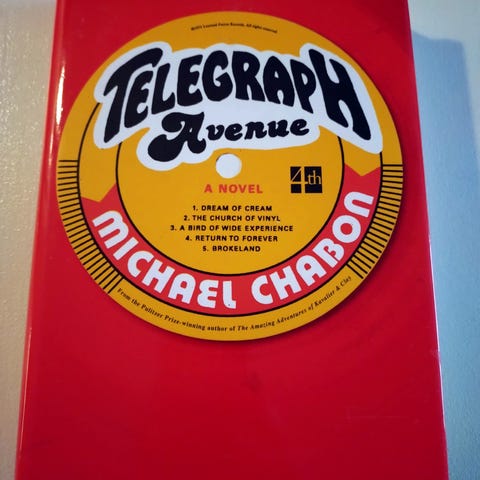 TELEGRAPH
Avenue
A NOVEL
4th
1. DREAM OF CREAM
2. THE CHURCH OF VINYL
3. A BIRD OF WIDE EXPERIENCE
4. RETURN TO FOREVER
5. BROKELAND
MICHAEL CHABON
From the Pulitzer Prize-winning author of The Amazing Adventures of Kavalier & Clay